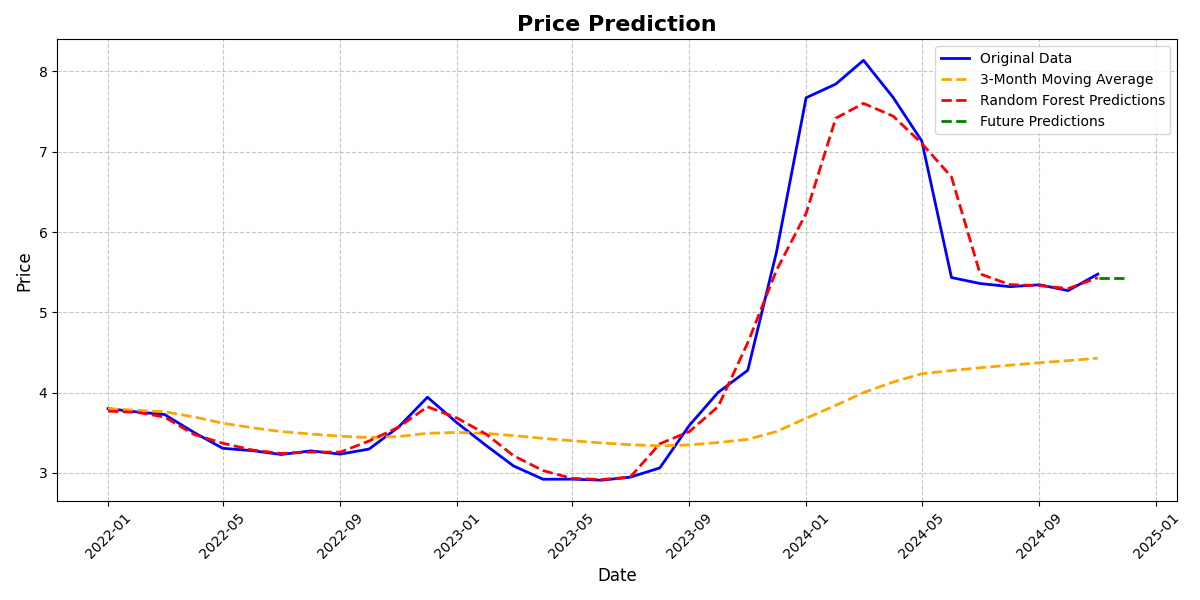 Price Prediction
Original Data
3-Month Moving Average
Random Forest Predictions
Future Predictions
8
7
6
5
4
3
Price
2022-01
2022-05
2022-09
2023-01
2023-05
2023-09
2024-01
2024-05
2024-09
2025-01
Date